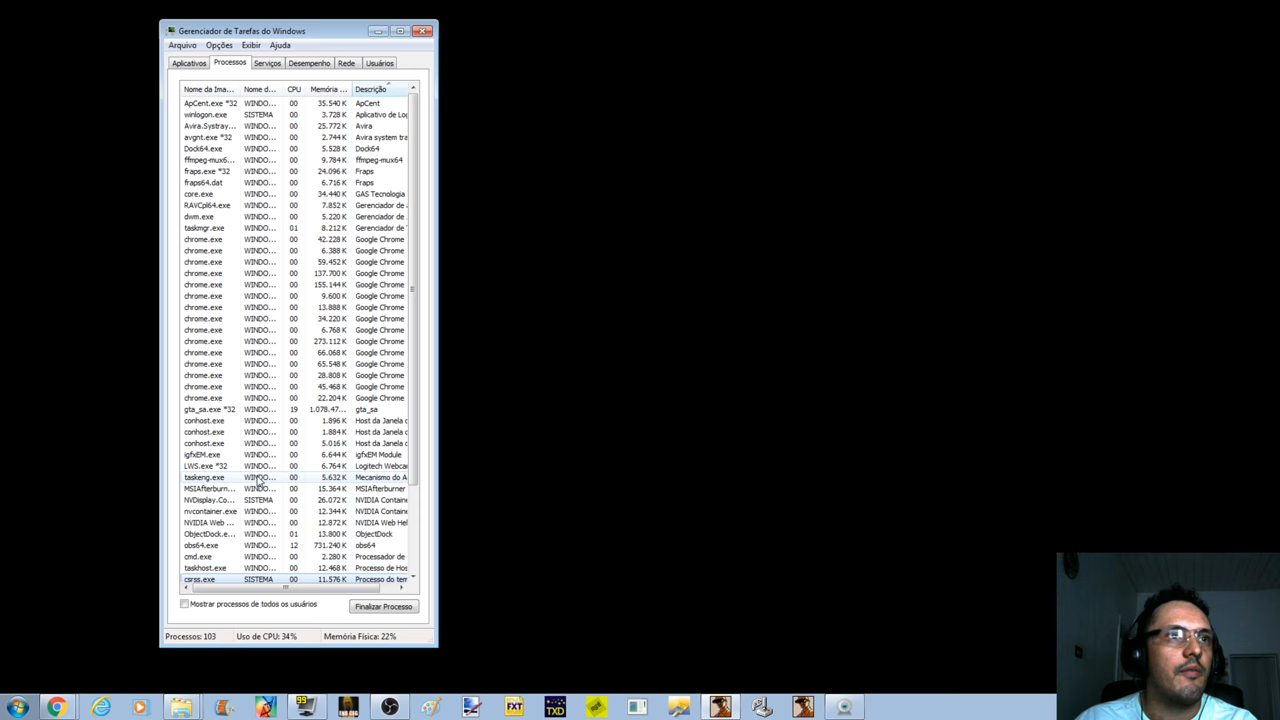 Gerenciador de Tarefas do Windows
Arquivo Opções Exibir Ajuda
Aplicativos Processos Serviços Desempenho Rede Usuários
Nome da Ima... Nome d... CPU Memória ... Descrição
ApCent.exe *32 WINDO... 00 35.540 K ApCent
winlogon.exe SISTEMA 00 3.728 K Aplicativo de Log
Avira.Systray... WINDO... 00 25.772 K Avira
avgnt.exe *32 WINDO... 00 2.744 K Avira system tra
Dock64.exe WINDO... 00 5.528 K Dock64
ffmpeg-mux6... WINDO... 00 9.784 K ffmpeg-mux64
fraps.exe *32 WINDO... 00 24.096 K Fraps
fraps64.dat WINDO... 00 6.716 K Fraps
core.exe WINDO... 00 34.440 K GAS Tecnologia
RAVCpl64.exe WINDO... 00 7.852 K Gerenciador de
dwm.exe WINDO... 00 5.220 K Gerenciador de
taskmgr.exe WINDO... 01 8.212 K Gerenciador de
chrome.exe WINDO... 00 42.228 K Google Chrome
chrome.exe WINDO... 00 6.388 K Google Chrome
chrome.exe WINDO... 00 59.452 K Google Chrome
chrome.exe WINDO... 00 137.700 K Google Chrome
chrome.exe WINDO... 00 155.144 K Google Chrome
chrome.exe WINDO... 00 9.600 K Google Chrome
chrome.exe WINDO... 00 13.888 K Google Chrome
chrome.exe WINDO... 00 34.220 K Google Chrome
chrome.exe WINDO... 00 6.768 K Google Chrome
chrome.exe WINDO... 00 273.112 K Google Chrome
chrome.exe WINDO... 00 66.068 K Google Chrome
chrome.exe WINDO... 00 65.548 K Google Chrome
chrome.exe WINDO... 00 28.808 K Google Chrome
chrome.exe WINDO... 00 45.468 K Google Chrome
chrome.exe WINDO... 00 22.204 K Google Chrome
gta_sa.exe *32 WINDO... 19 1.078.47... gta_sa
conhost.exe WINDO... 00 1.896 K Host da Janela
conhost.exe WINDO... 00 1.884 K Host da Janela
conhost.exe WINDO... 00 5.016 K Host da Janela
igfxEM.exe WINDO... 00 6.644 K igfxEM Module
LWS.exe *32 WINDO... 00 6.764 K Logitech Webca
taskeng.exe WINDO... 00 5.632 K Mecanismo do A
MSIAfterburn... WINDO... 00 15.364 K MSIAfterburner
NVDisplay.Co... SISTEMA 00 26.072 K NVIDIA Containe
nvcontainer.exe WINDO... 00 12.344 K NVIDIA Containe
NVIDIA Web ... WINDO... 00 12.872 K NVIDIA Web Hel
ObjectDock.e... WINDO... 01 13.800 K ObjectDock
obs64.exe WINDO... 12 731.240 K obs64
cmd.exe WINDO... 00 2.280 K Processador de
taskhost.exe WINDO... 00 12.468 K Processo de Hos
csrss.exe SISTEMA 00 11.576 K Processo do tem
Mostrar processos de todos os usuários Finalizar Processo
Processos: 103 Uso de CPU: 34% Memória Física: 22%
99 FXT TXD